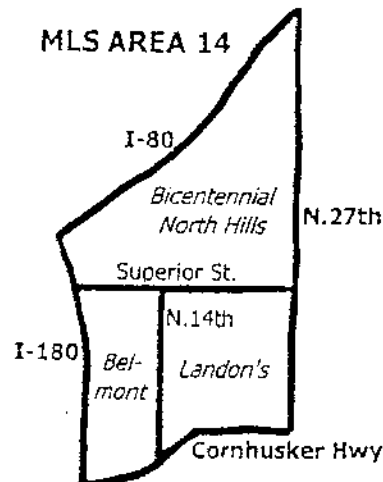 MLS AREA 14
I-80
Bicentennial
North Hills
N.27th
Superior St.
N.14th
I-180
Bel-
mont
Landon's
Cornhusker Hwy